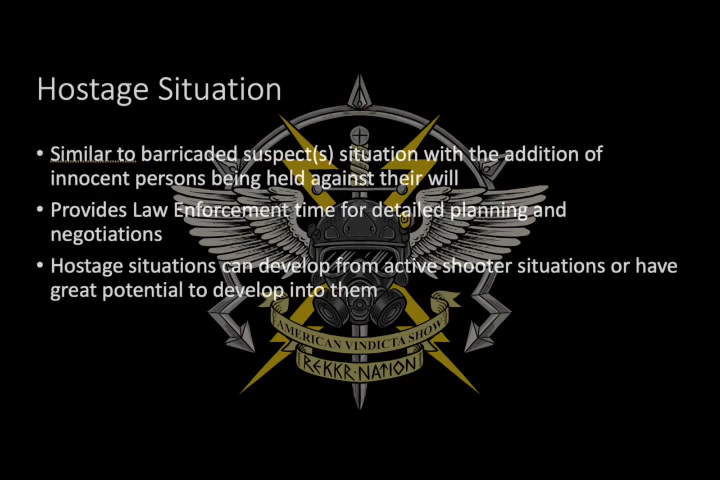 Hostage Situation
• Similar to barricaded suspect(s) situation with the addition of
innocent persons being held against their will
• Provides Law Enforcement time for detailed planning and
negotiations
• Hostage situations can develop from active shooter situations or have
great potential to develop into them
AMERICAN VINDICTA SHOW
REKKR·NATION